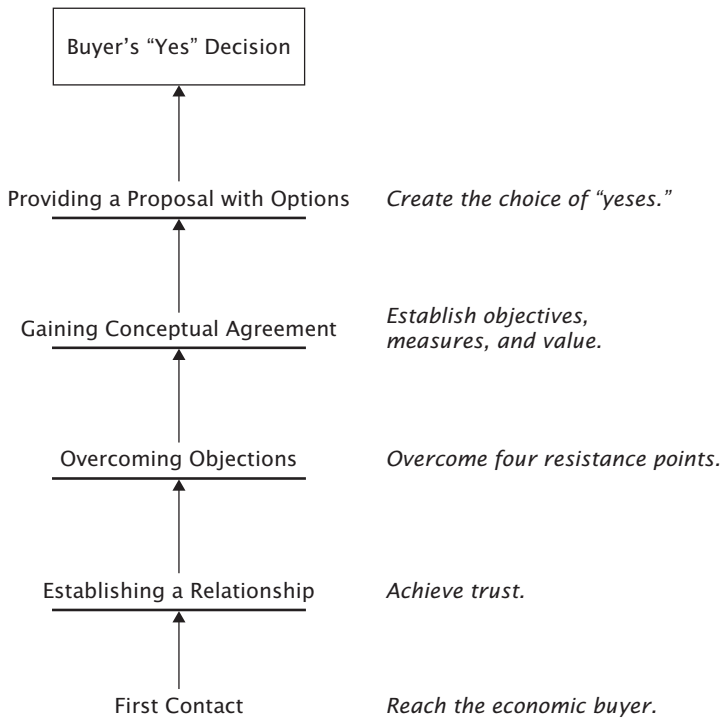 Buyer’s “Yes” Decision
Providing a Proposal with Options
Create the choice of “yeses.”
Gaining Conceptual Agreement
Establish objectives,
measures, and value.
Overcoming Objections
Overcome four resistance points.
Establishing a Relationship
Achieve trust.
First Contact
Reach the economic buyer.